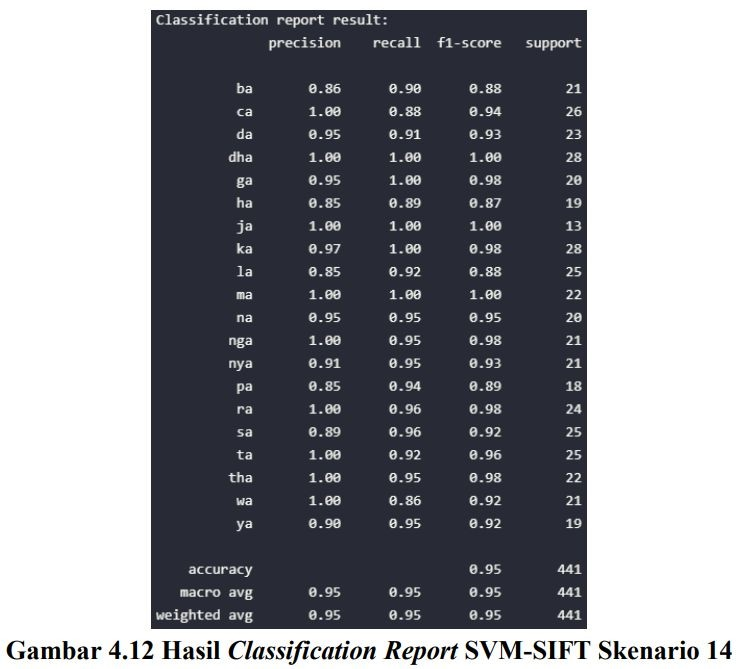 Classification report result:
precision recall f1-score support
ba 0.86 0.90 0.88 21
ca 1.00 0.88 0.94 26
da 0.95 0.91 0.93 23
dha 1.00 1.00 1.00 28
ga 0.95 1.00 0.98 20
ha 0.85 0.89 0.87 19
ja 1.00 1.00 1.00 13
ka 0.97 1.00 0.98 28
la 0.85 0.92 0.88 25
ma 1.00 1.00 1.00 22
na 0.95 0.95 0.95 20
nga 1.00 0.95 0.98 21
nya 0.91 0.95 0.93 21
pa 0.85 0.94 0.89 18
ra 1.00 0.96 0.98 24
sa 0.89 0.96 0.92 25
ta 1.00 0.92 0.96 25
tha 1.00 0.95 0.98 22
wa 1.00 0.86 0.92 21
ya 0.90 0.95 0.92 19
accuracy 0.95 441
macro avg 0.95 0.95 0.95 441
weighted avg 0.95 0.95 0.95 441
Gambar 4.12 Hasil Classification Report SVM-SIFT Skenario 14